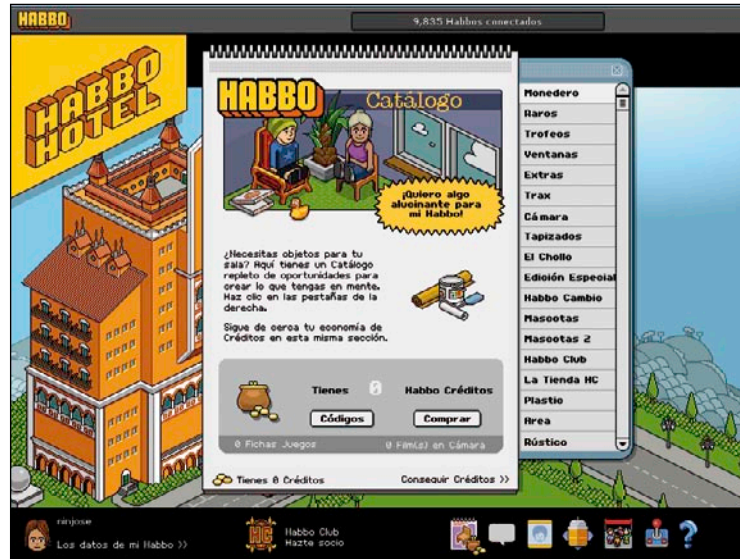 HABBO
9,835 Habbos conectados
HABBO
HOTEL
HABBO
Catálogo
¡Quiero algo
alucinante para
mi Habbo!
¿Necesitas objetos para tu
sala? Aquí tienes un Catálogo
repleto de oportunidades para
crear lo que tengas en mente.
Haz clic en las pestañas de la
derecha.
Sigue de cerca tu economía de
Créditos en esta misma sección.
Tienes 0 Habbo Créditos
Códigos
Comprar
0 Fichas Juegos
0 Film(s) en Cámara
Tienes 0 Créditos
Conseguir Créditos >>
Monedero
Raros
Trofeos
Ventanas
Extras
Trax
Cámara
Tapizados
El Chollo
Edición Especial
Habbo Cambio
Mascotas
Mascotas 2
Habbo Club
La Tienda HC
Plastio
Area
Rústico
ninjose
Los datos de mi Habbo >>
HC
Habbo Club
Hazte socio
?